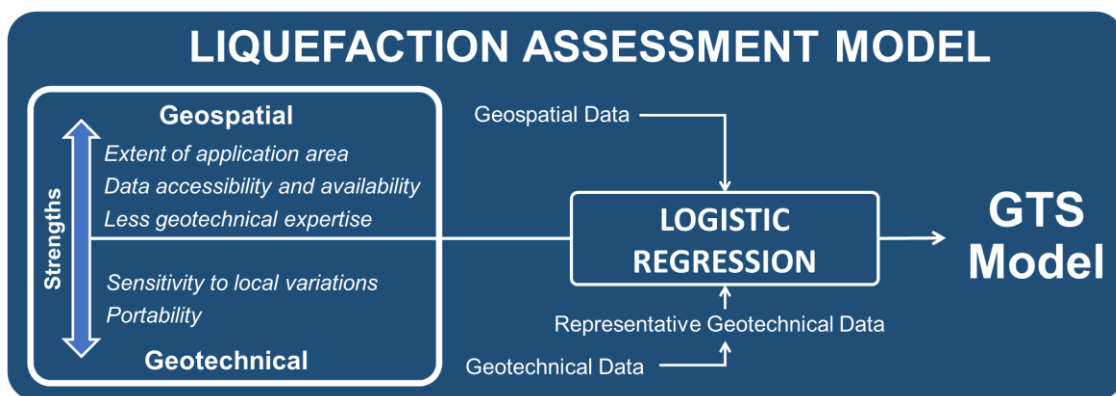 LIQUEFACTION ASSESSMENT MODEL
Geospatial
Extent of application area
Data accessibility and availability
Less geotechnical expertise
Strengths
Sensitivity to local variations
Portability
Geotechnical
Geospatial Data
LOGISTIC
REGRESSION
Representative Geotechnical Data
Geotechnical Data
GTS
Model